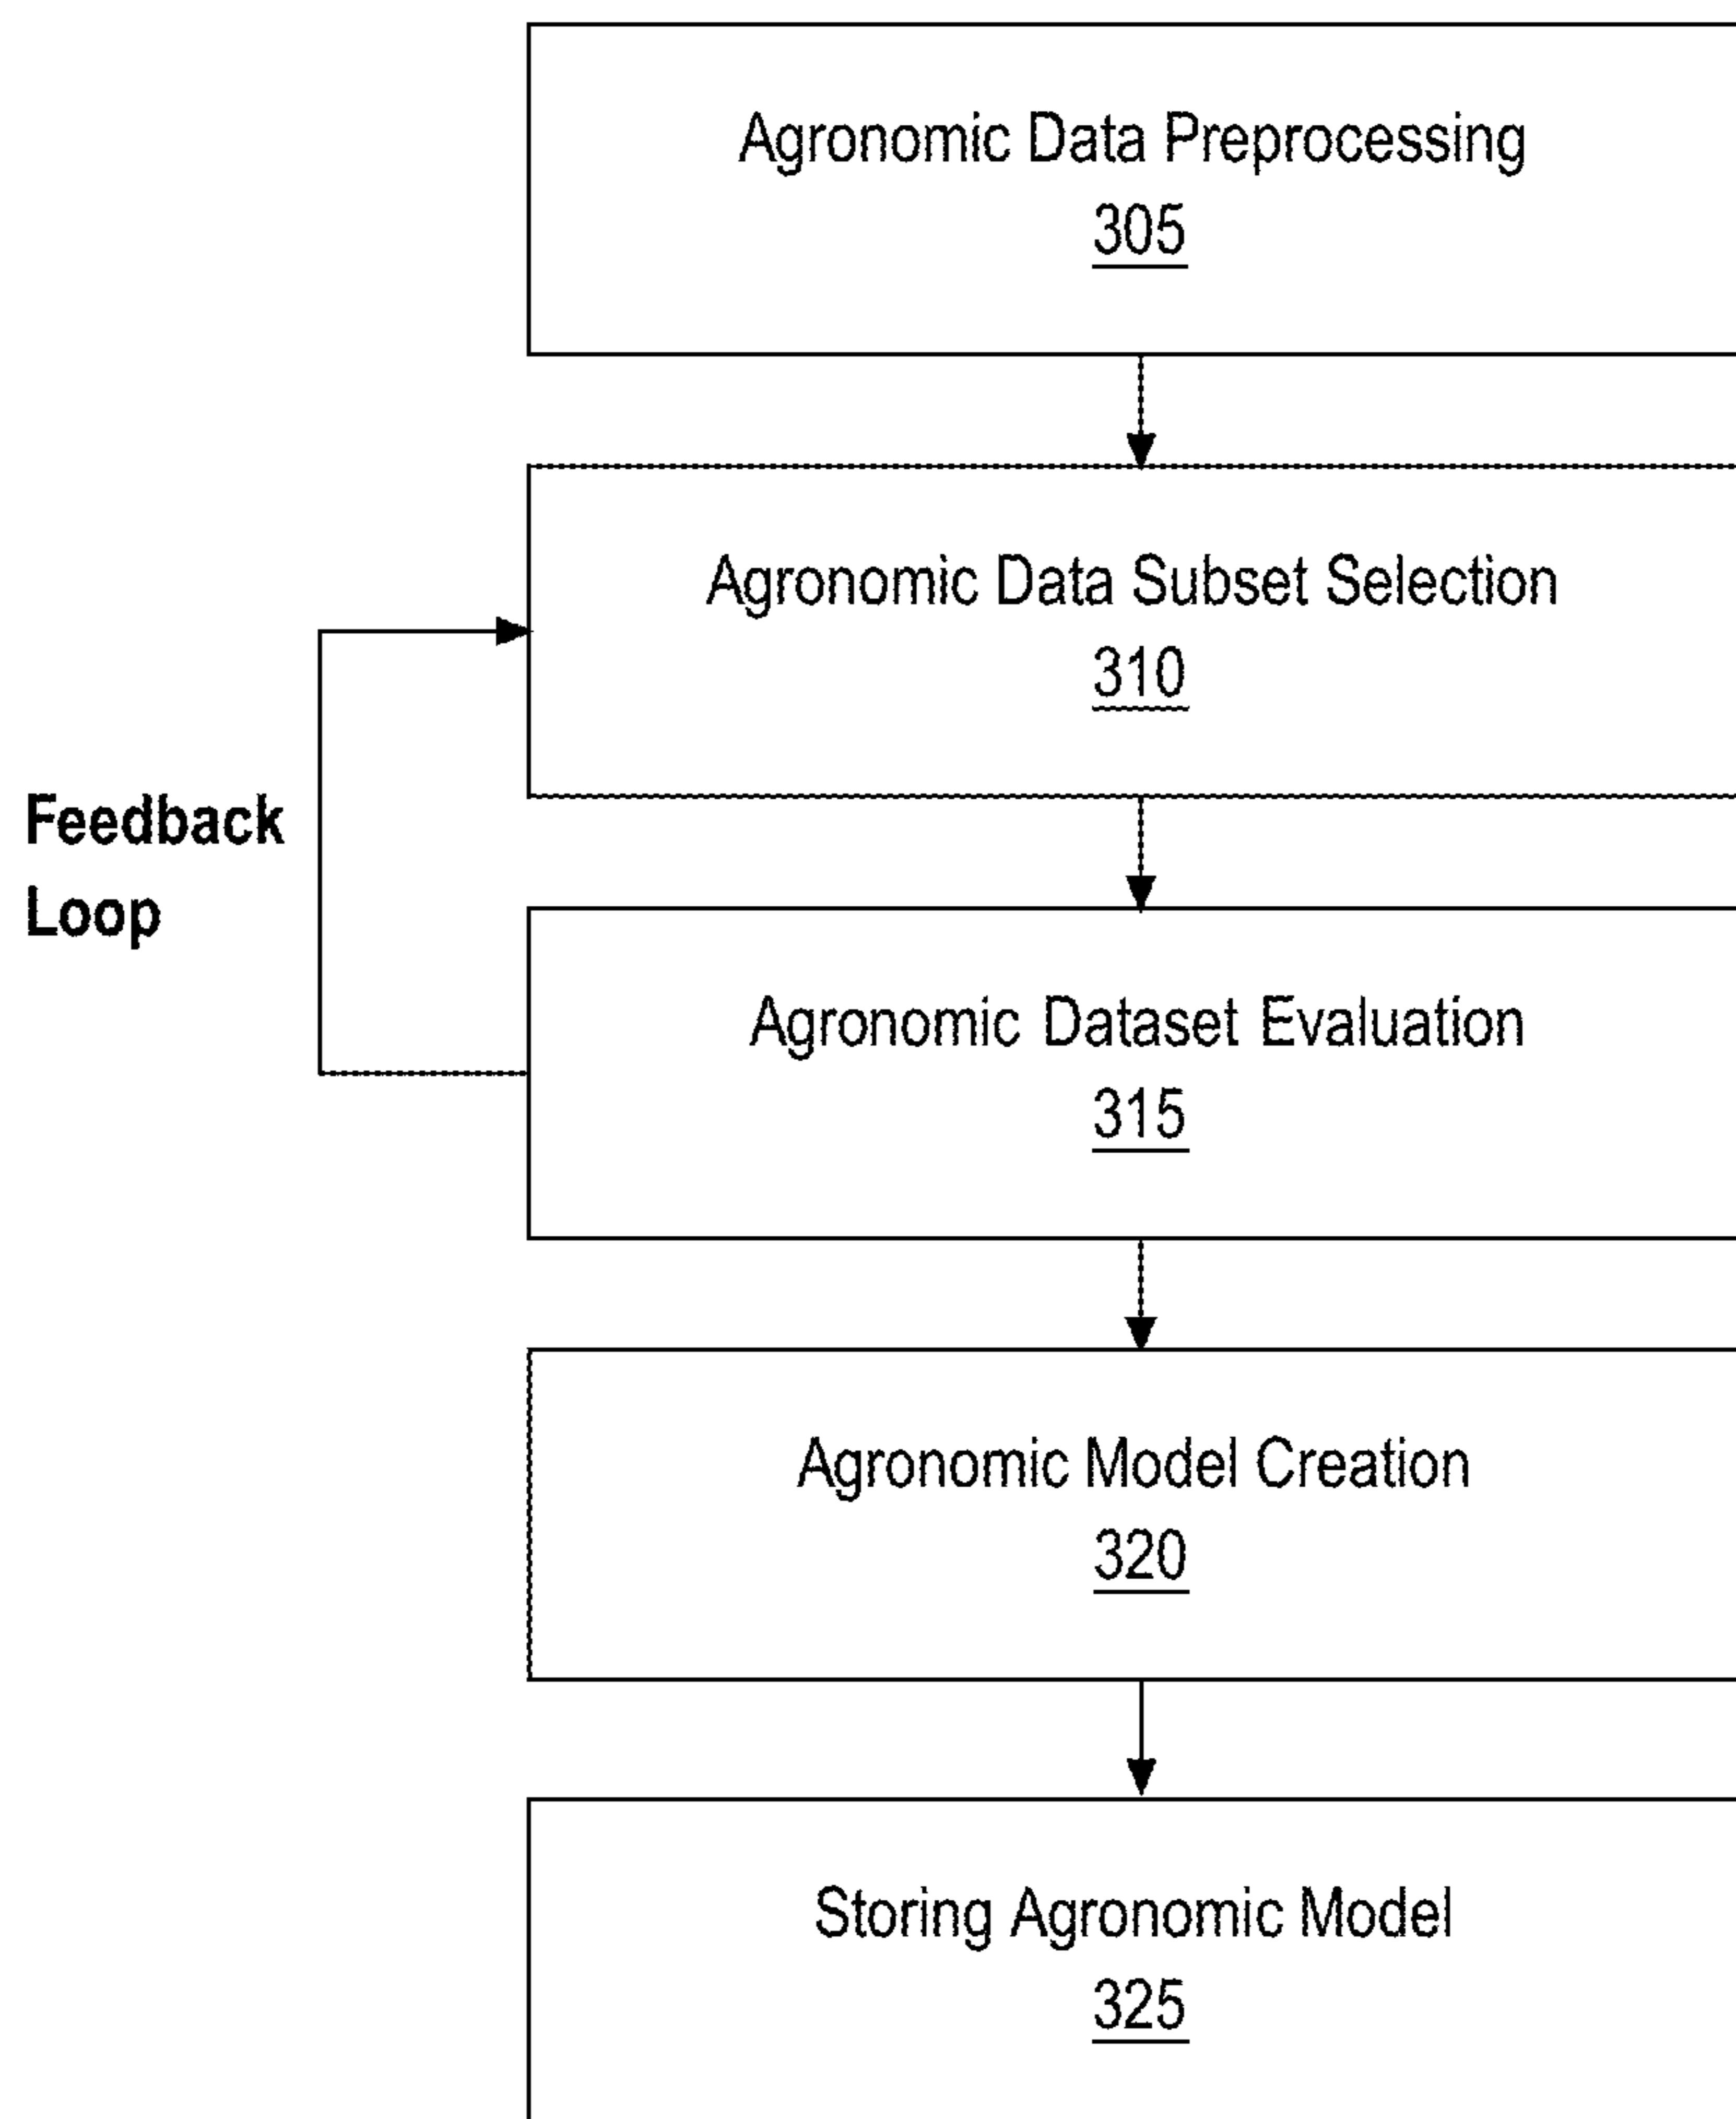 Agronomic Data Preprocessing
305
Agronomic Data Subset Selection
310
Feedback
Loop
Agronomic Dataset Evaluation
315
Agronomic Model Creation
320
Storing Agronomic Model
325